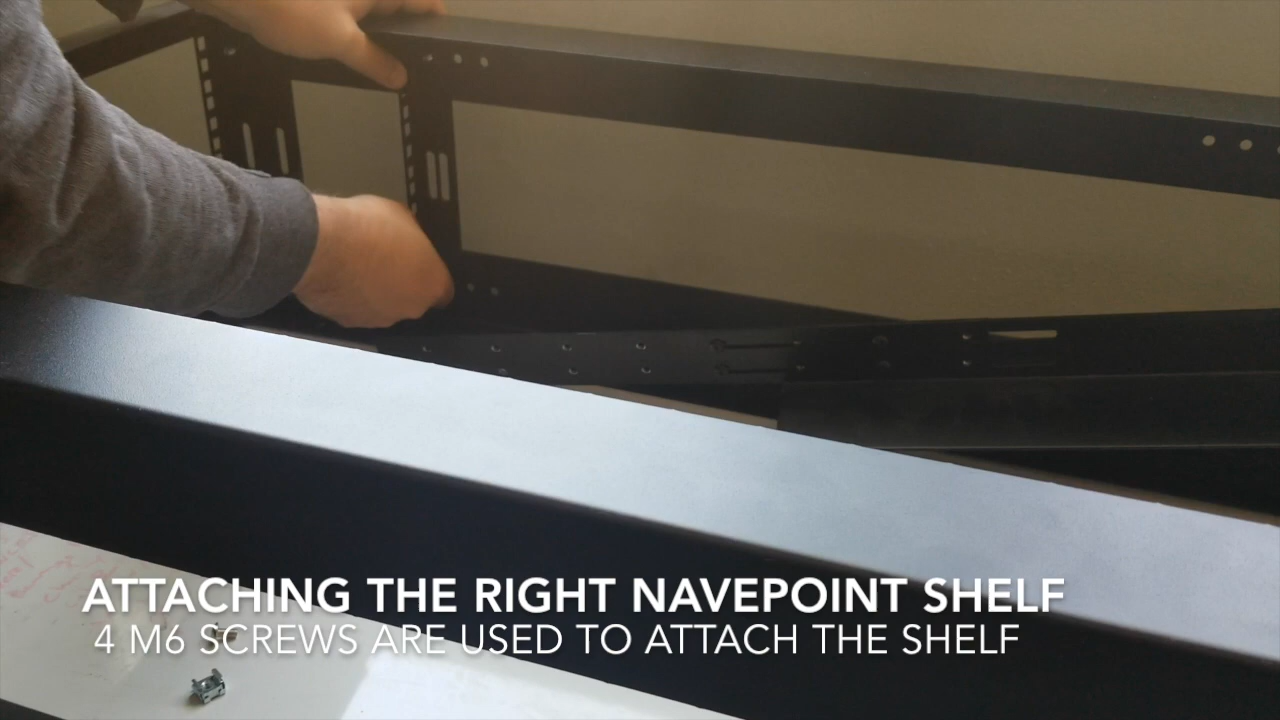 ATTACHING THE RIGHT NAVEPOINT SHELF
4 M6 SCREWS ARE USED TO ATTACH THE SHELF